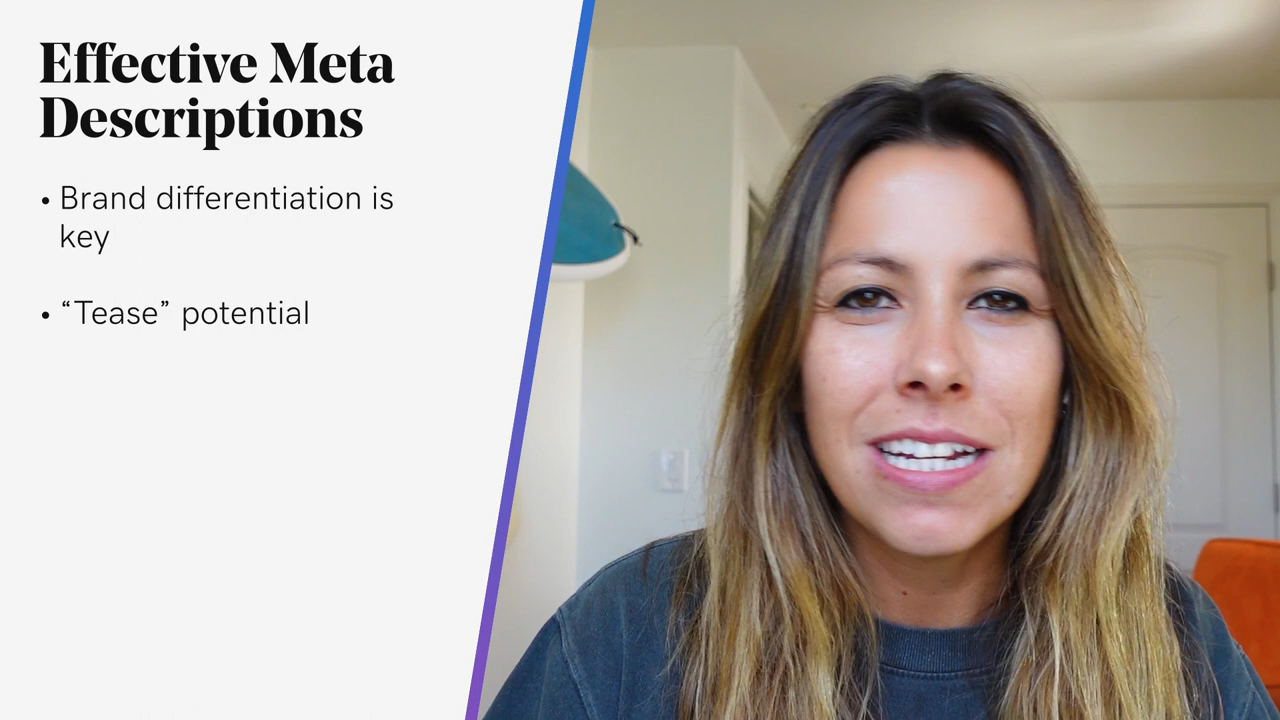 Effective Meta
Descriptions
• Brand differentiation is
key
• “Tease” potential